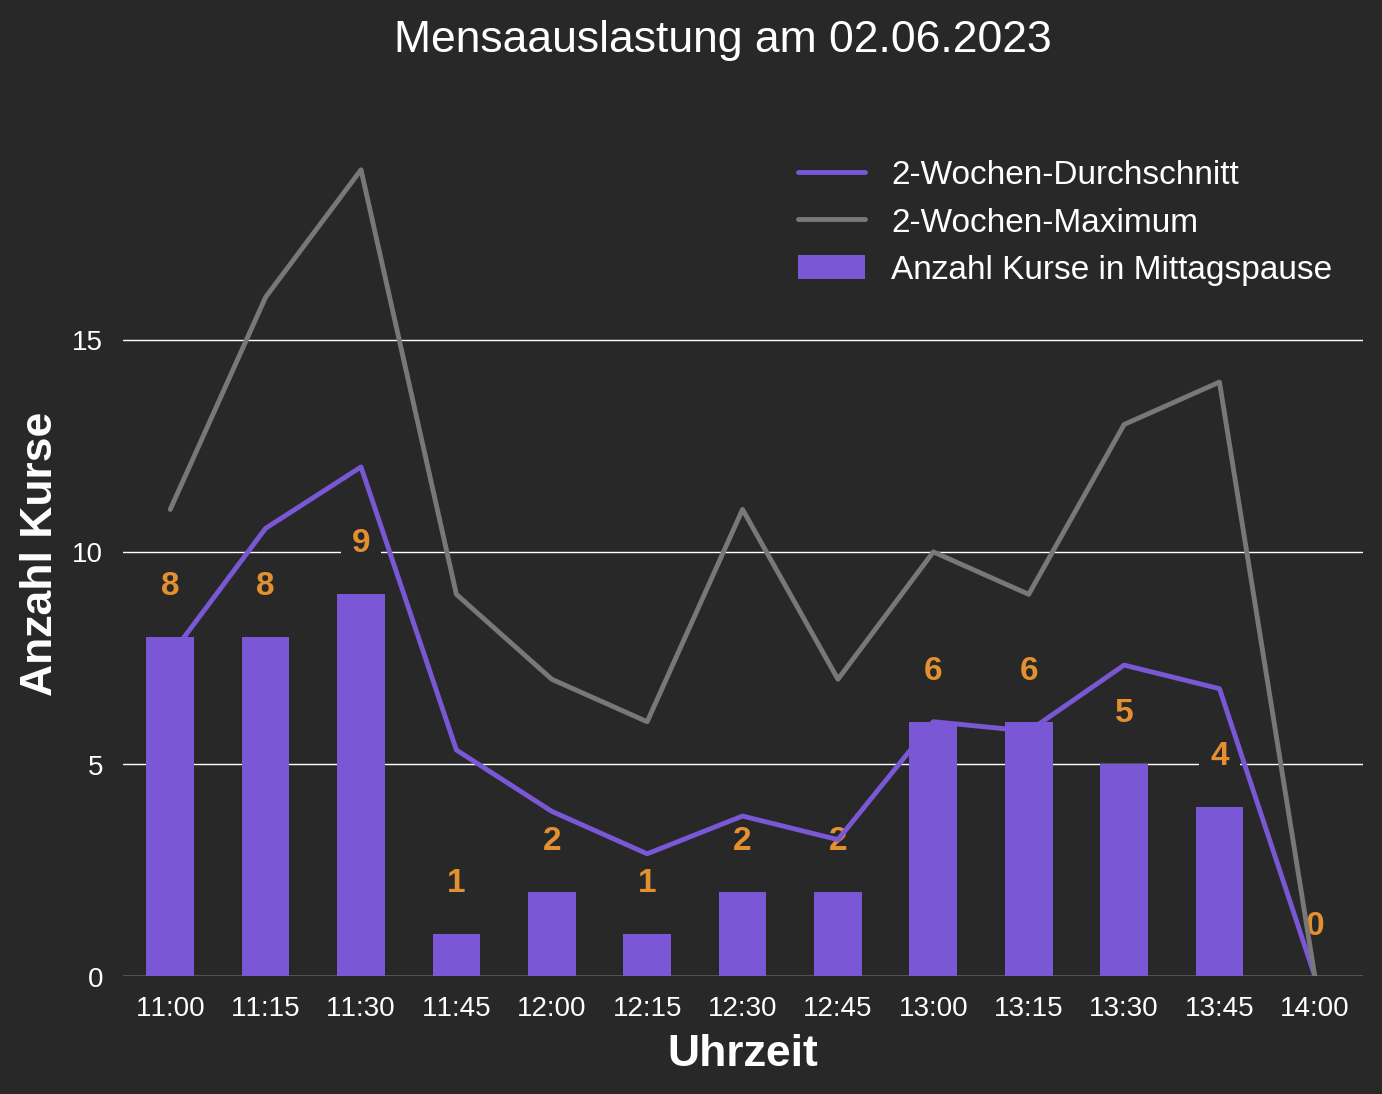 Mensaauslastung am 02.06.2023
2-Wochen-Durchschnitt
2-Wochen-Maximum
Anzahl Kurse in Mittagspause
Anzahl Kurse
15
10
5
0
8
8
9
1
2
1
2
2
6
6
5
4
0
11:00 11:15 11:30 11:45 12:00 12:15 12:30 12:45 13:00 13:15 13:30 13:45 14:00
Uhrzeit